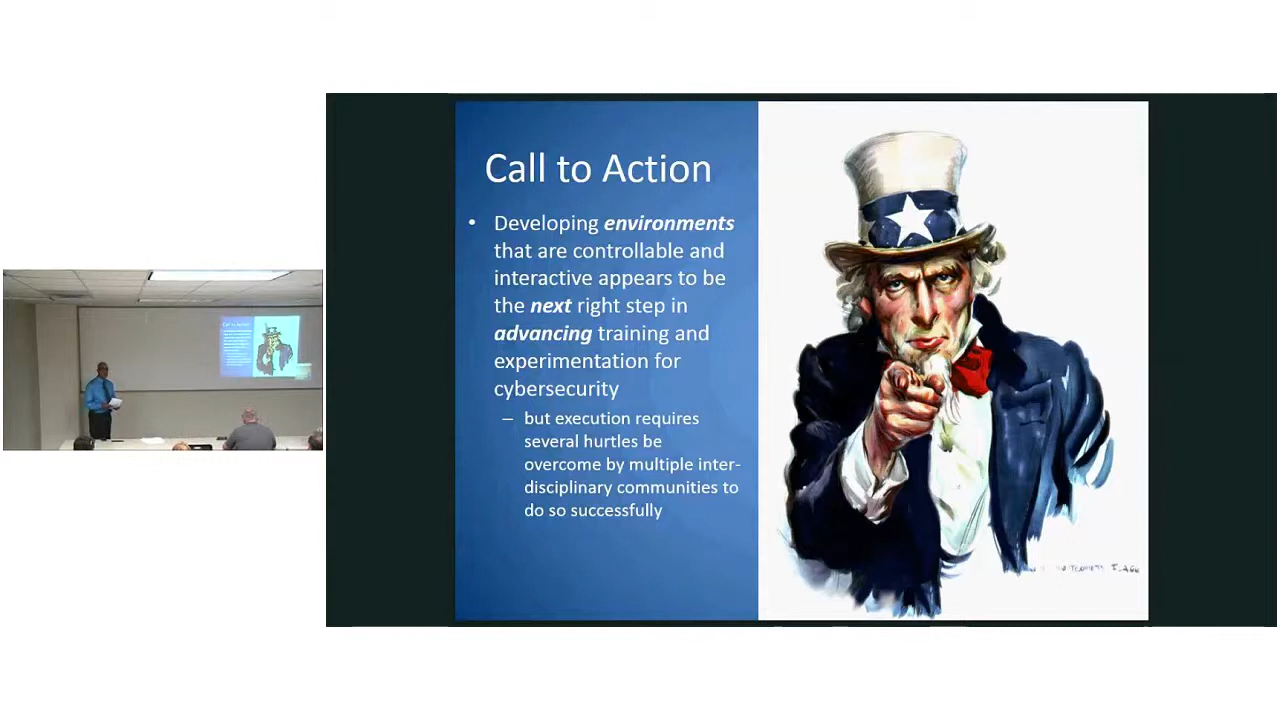 Call to Action
• Developing environments
that are controllable and
interactive appears to be
the next right step in
advancing training and
experimentation for
cybersecurity
– but execution requires
several hurtles be
overcome by multiple inter-
disciplinary communities to
do so successfully